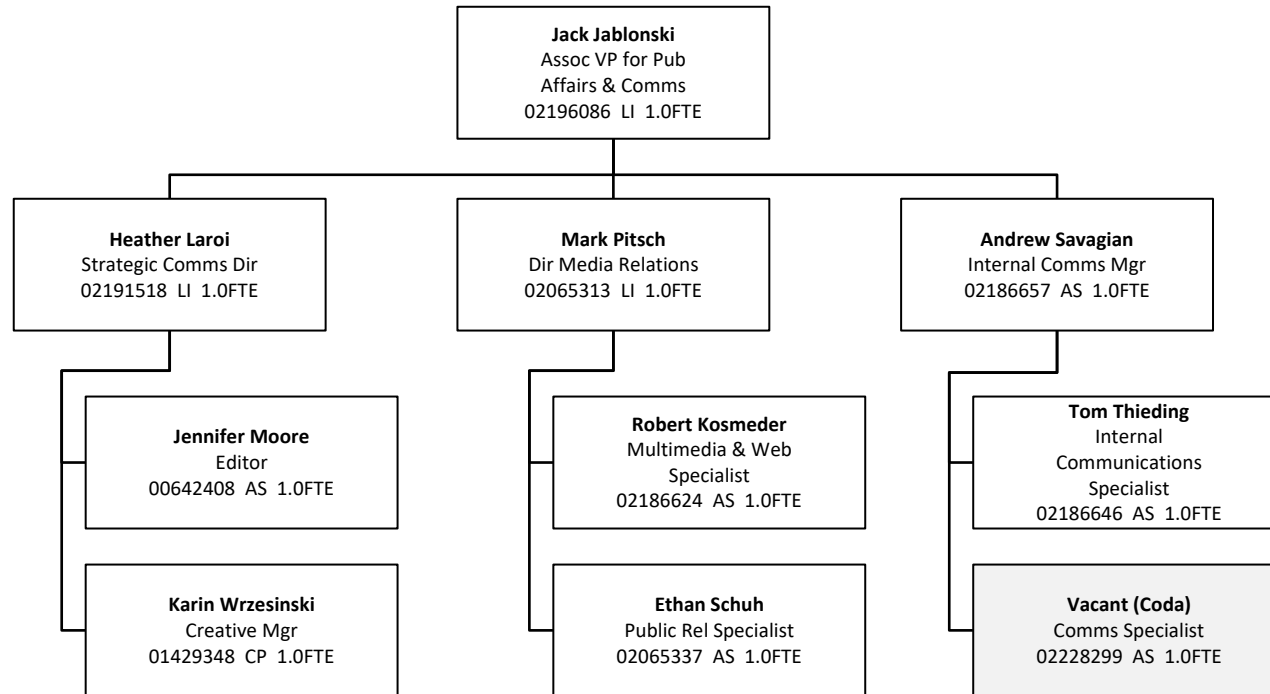 Jack Jablonski
Assoc VP for Pub
Affairs & Comms
02196086 LI 1.0FTE
Heather Laroi
Strategic Comms Dir
02191518 LI 1.0FTE
Mark Pitsch
Dir Media Relations
02065313 LI 1.0FTE
Andrew Savagian
Internal Comms Mgr
02186657 AS 1.0FTE
Jennifer Moore
Editor
00642408 AS 1.0FTE
Robert Kosmeder
Multimedia & Web
Specialist
02186624 AS 1.0FTE
Tom Thieding
Internal
Communications
Specialist
02186646 AS 1.0FTE
Karin Wrzesinski
Creative Mgr
01429348 CP 1.0FTE
Ethan Schuh
Public Rel Specialist
02065337 AS 1.0FTE
Vacant (Coda)
Comms Specialist
02228299 AS 1.0FTE